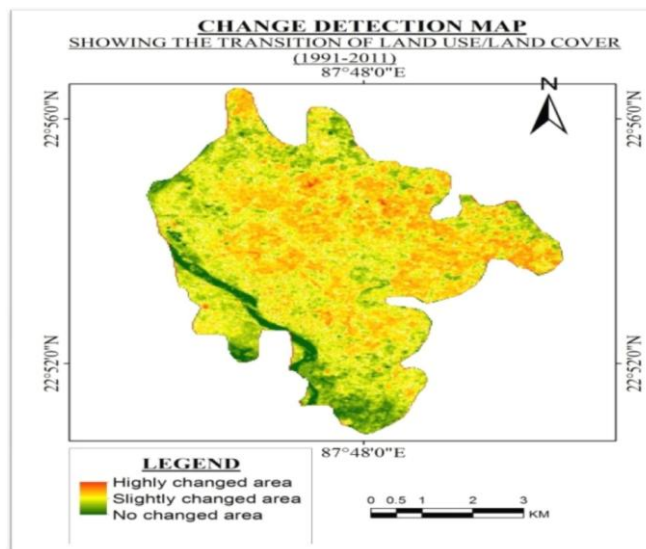 CHANGE DETECTION MAP
SHOWING THE TRANSITION OF LAND USE/LAND COVER
(1991-2011)
87°48'0"E
N
22°56'0"N
22°56'0"N
22°52'0"N
22°52'0"N
87°48'0"E
LEGEND
Highly changed area
Slightly changed area
No changed area
0 0.5 1 2 3
KM